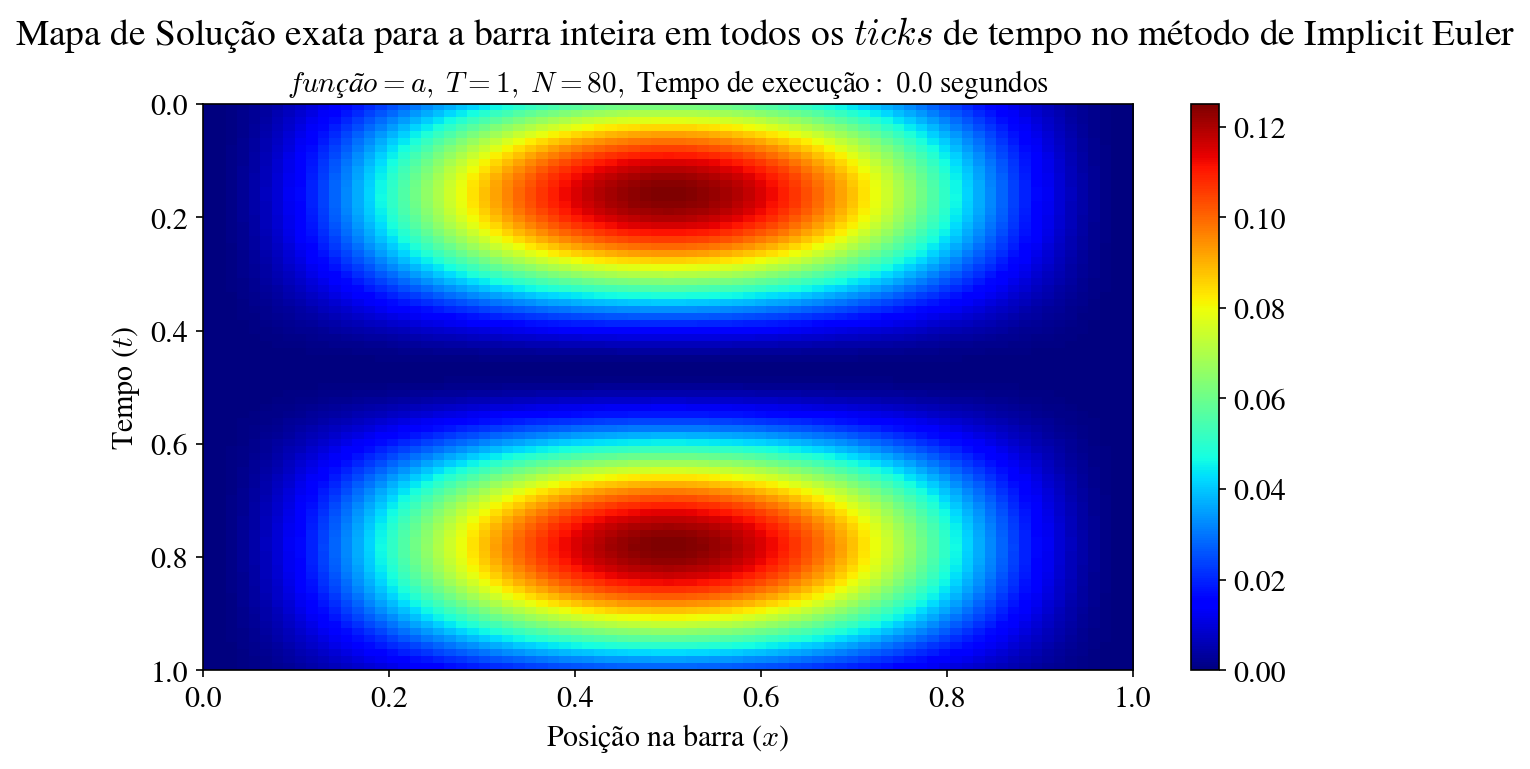 Mapa de Solução exata para a barra inteira em todos os ticks de tempo no método de Implicit Euler
função = a, T = 1, N = 80, Tempo de execução : 0.0 segundos
0.0
0.2
0.4
0.6
0.8
1.0
Tempo (t)
0.0 0.2 0.4 0.6 0.8 1.0
Posição na barra (x)
0.12
0.10
0.08
0.06
0.04
0.02
0.00